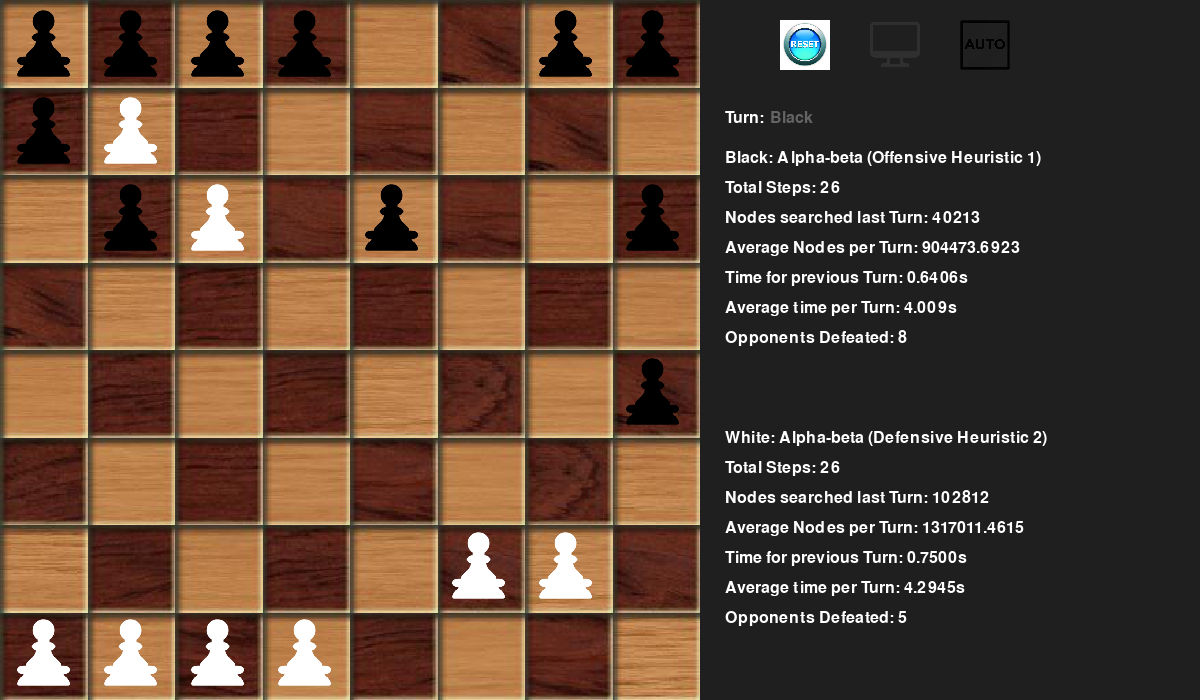 RESET
AUTO
Turn: Black
Black: Alpha-beta (Offensive Heuristic 1)
Total Steps: 26
Nodes searched last Turn: 40213
Average Nodes per Turn: 904473.6923
Time for previous Turn: 0.6406s
Average time per Turn: 4.009s
Opponents Defeated: 8
White: Alpha-beta (Defensive Heuristic 2)
Total Steps: 26
Nodes searched last Turn: 102812
Average Nodes per Turn: 1317011.4615
Time for previous Turn: 0.7500s
Average time per Turn: 4.2945s
Opponents Defeated: 5